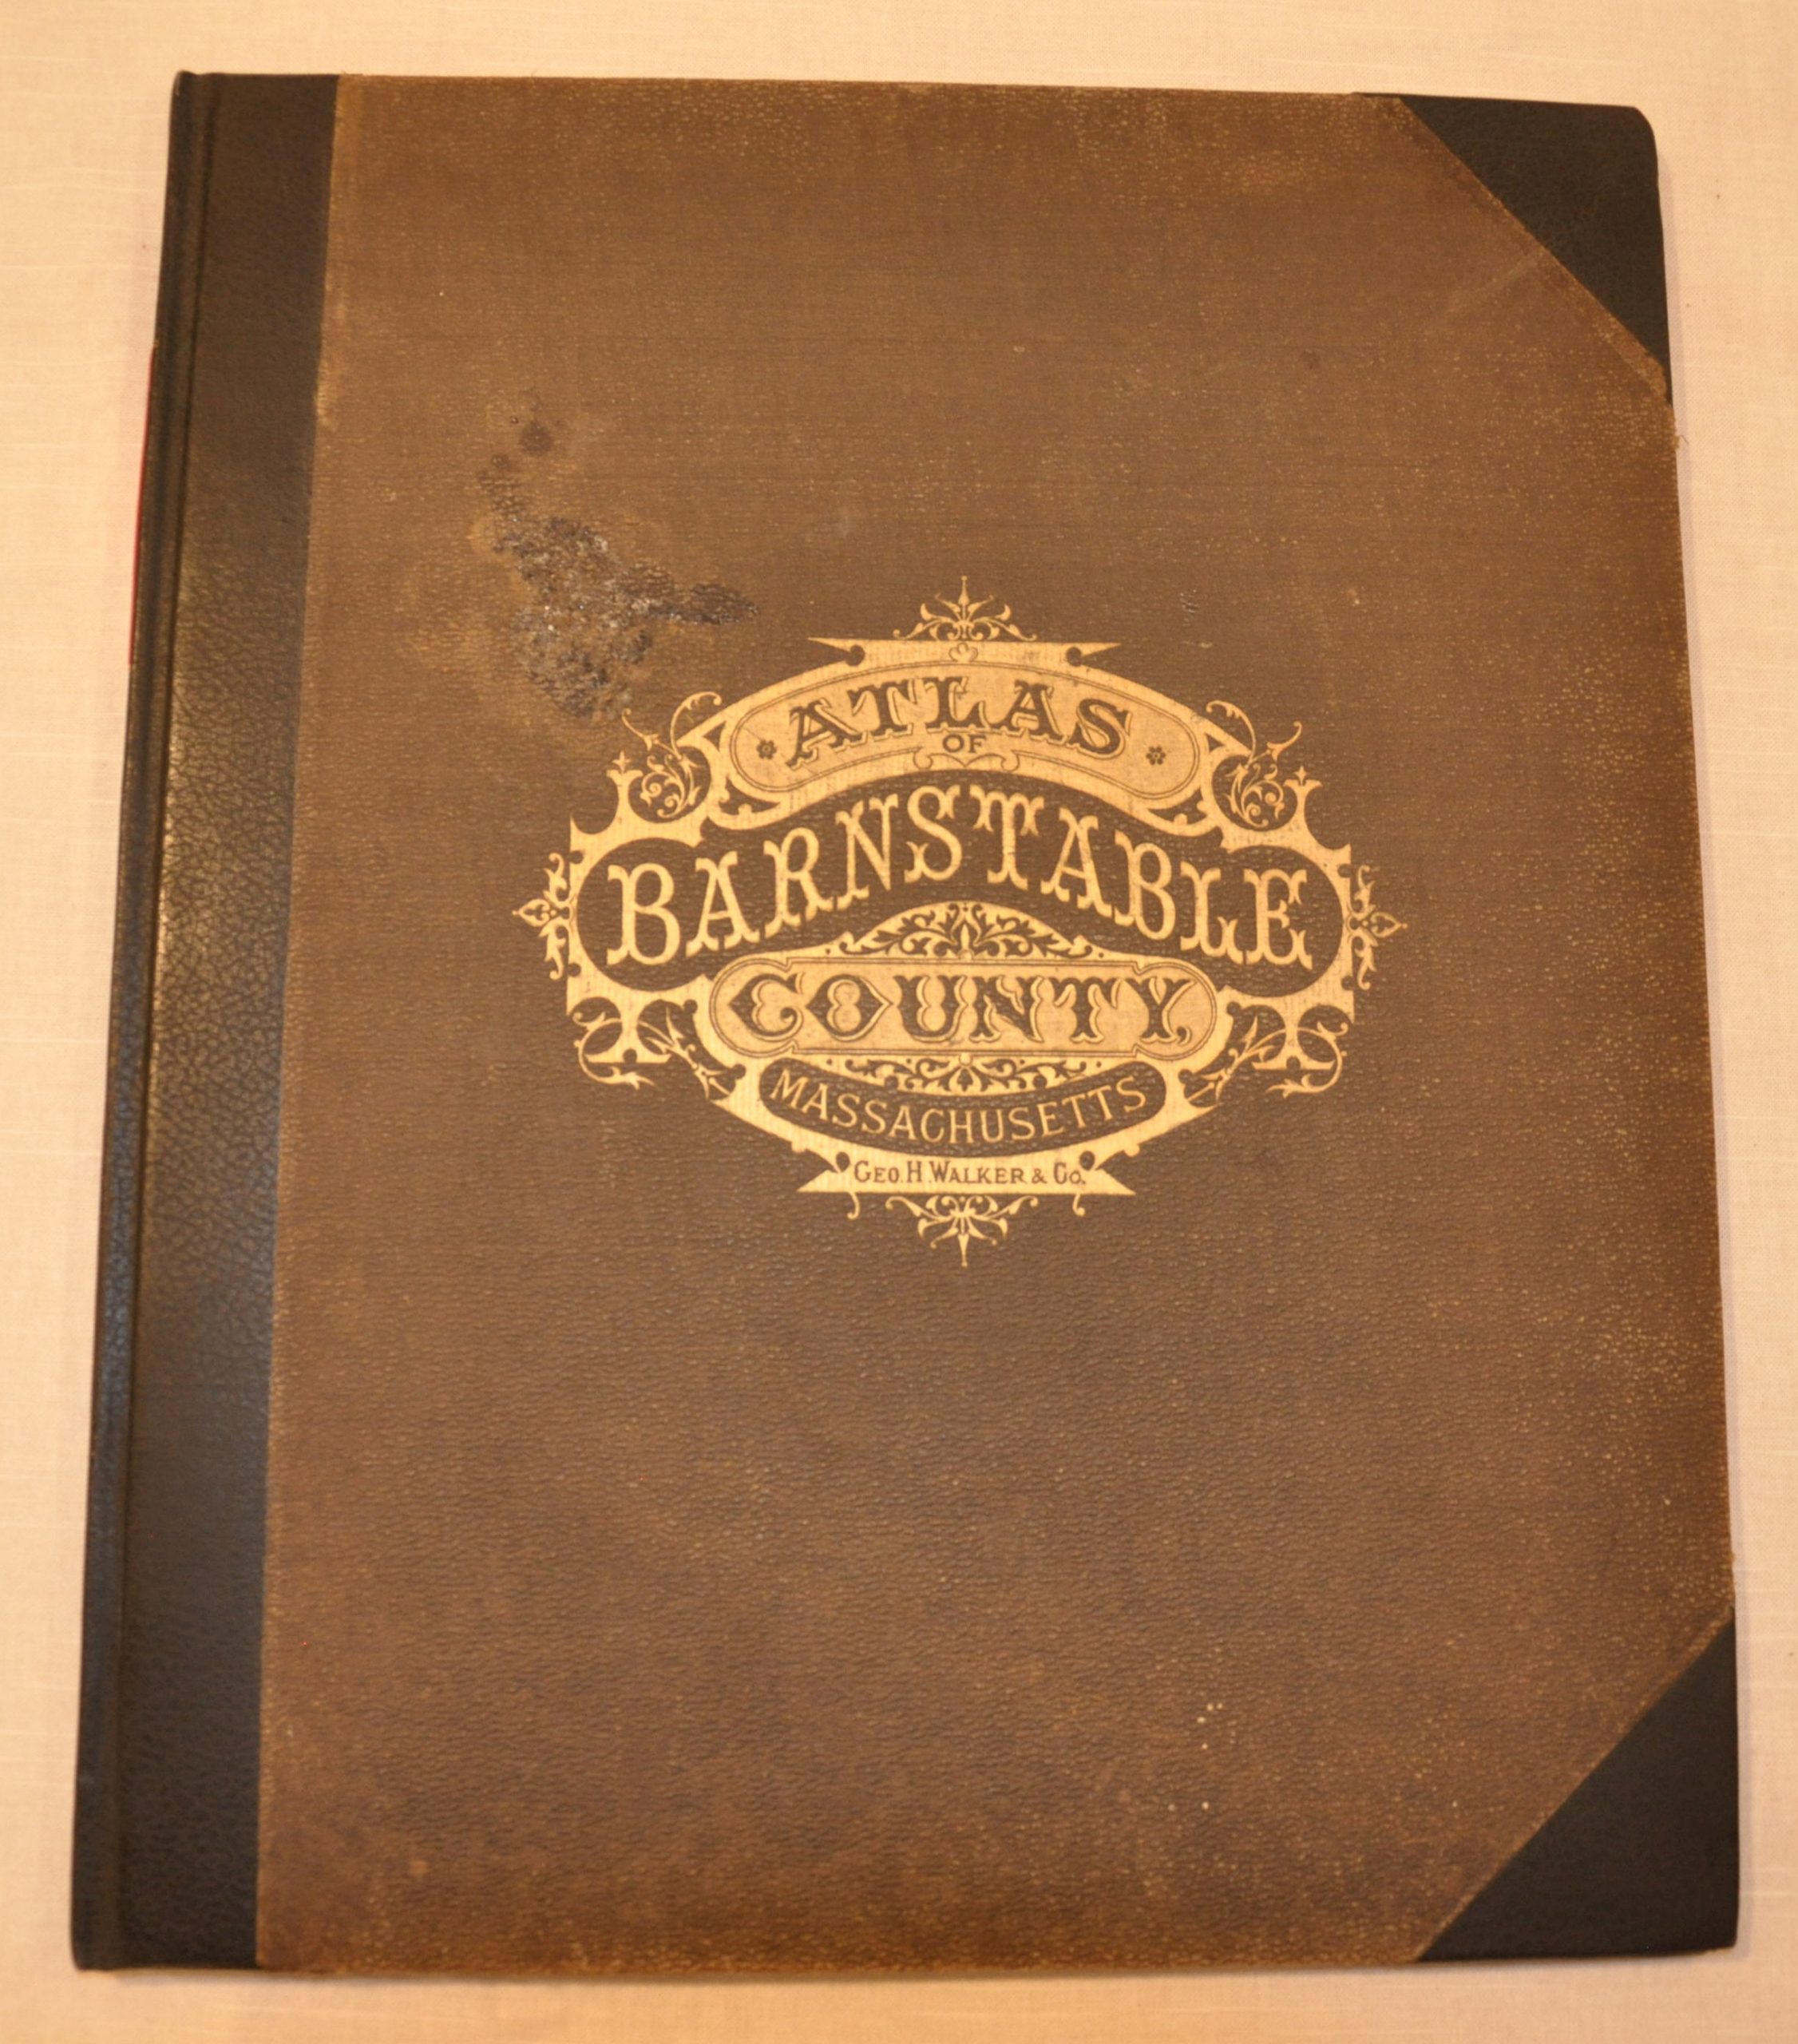 ATLAS
OF
BARNSTABLE
COUNTY,
MASSACHUSETTS
GEO. H. WALKER & CO.